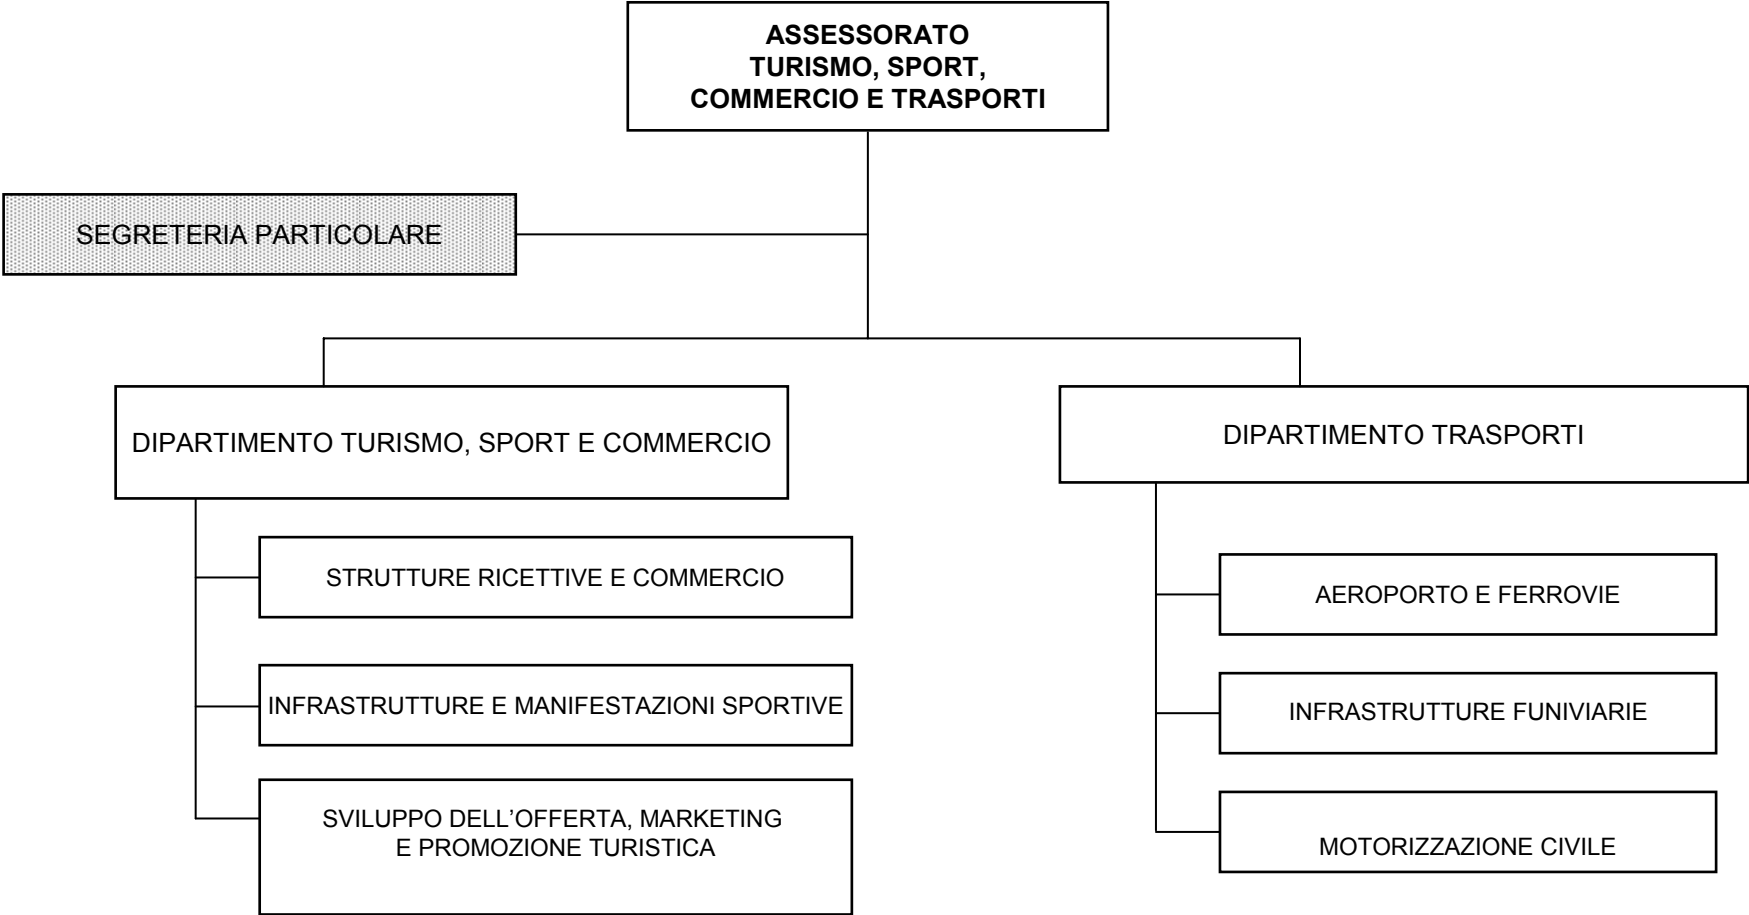 ASSESSORATO
TURISMO, SPORT,
COMMERCIO E TRASPORTI
SEGRETERIA PARTICOLARE
DIPARTIMENTO TURISMO, SPORT E COMMERCIO
STRUTTURE RICETTIVE E COMMERCIO
INFRASTRUTTURE E MANIFESTAZIONI SPORTIVE
SVILUPPO DELL’OFFERTA, MARKETING
E PROMOZIONE TURISTICA
DIPARTIMENTO TRASPORTI
AEROPORTO E FERROVIE
INFRASTRUTTURE FUNIVIARIE
MOTORIZZAZIONE CIVILE